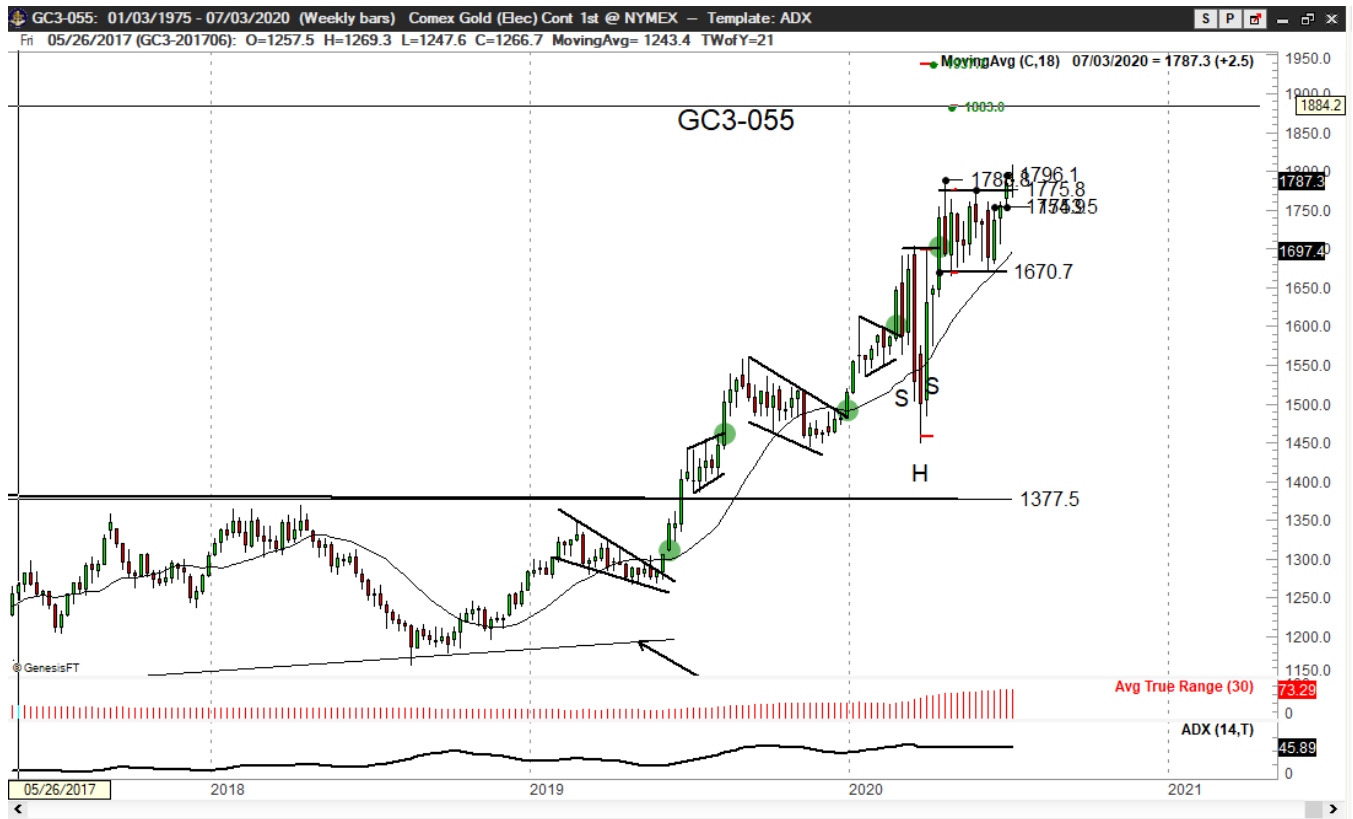 GC3-055: 01/03/1975 - 07/03/2020 (Weekly bars) Comex Gold (Elec) Cont 1st @ NYMEX — Template: ADX
S P
Fri 05/26/2017 (GC3-201706): O=1257.5 H=1269.3 L=1247.6 C=1266.7 MovingAvg= 1243.4 TWofY=21
MovingAvg (C,18) 07/03/2020 = 1787.3 (+2.5)
1950.0
1900.0
1884.2
GC3-055
1850.0
1796.1
1787.3
1775.8
1750.0
1697.4
1670.7
1650.0
1600.0
1550.0
S
S
1500.0
1450.0
H
1400.0
1377.5
1350.0
1300.0
1250.0
1200.0
1150.0
© GenesisFT
Avg True Range (30)
73.29
0
ADX (14,T)
45.89
0
05/26/2017
2018
2019
2020
2021